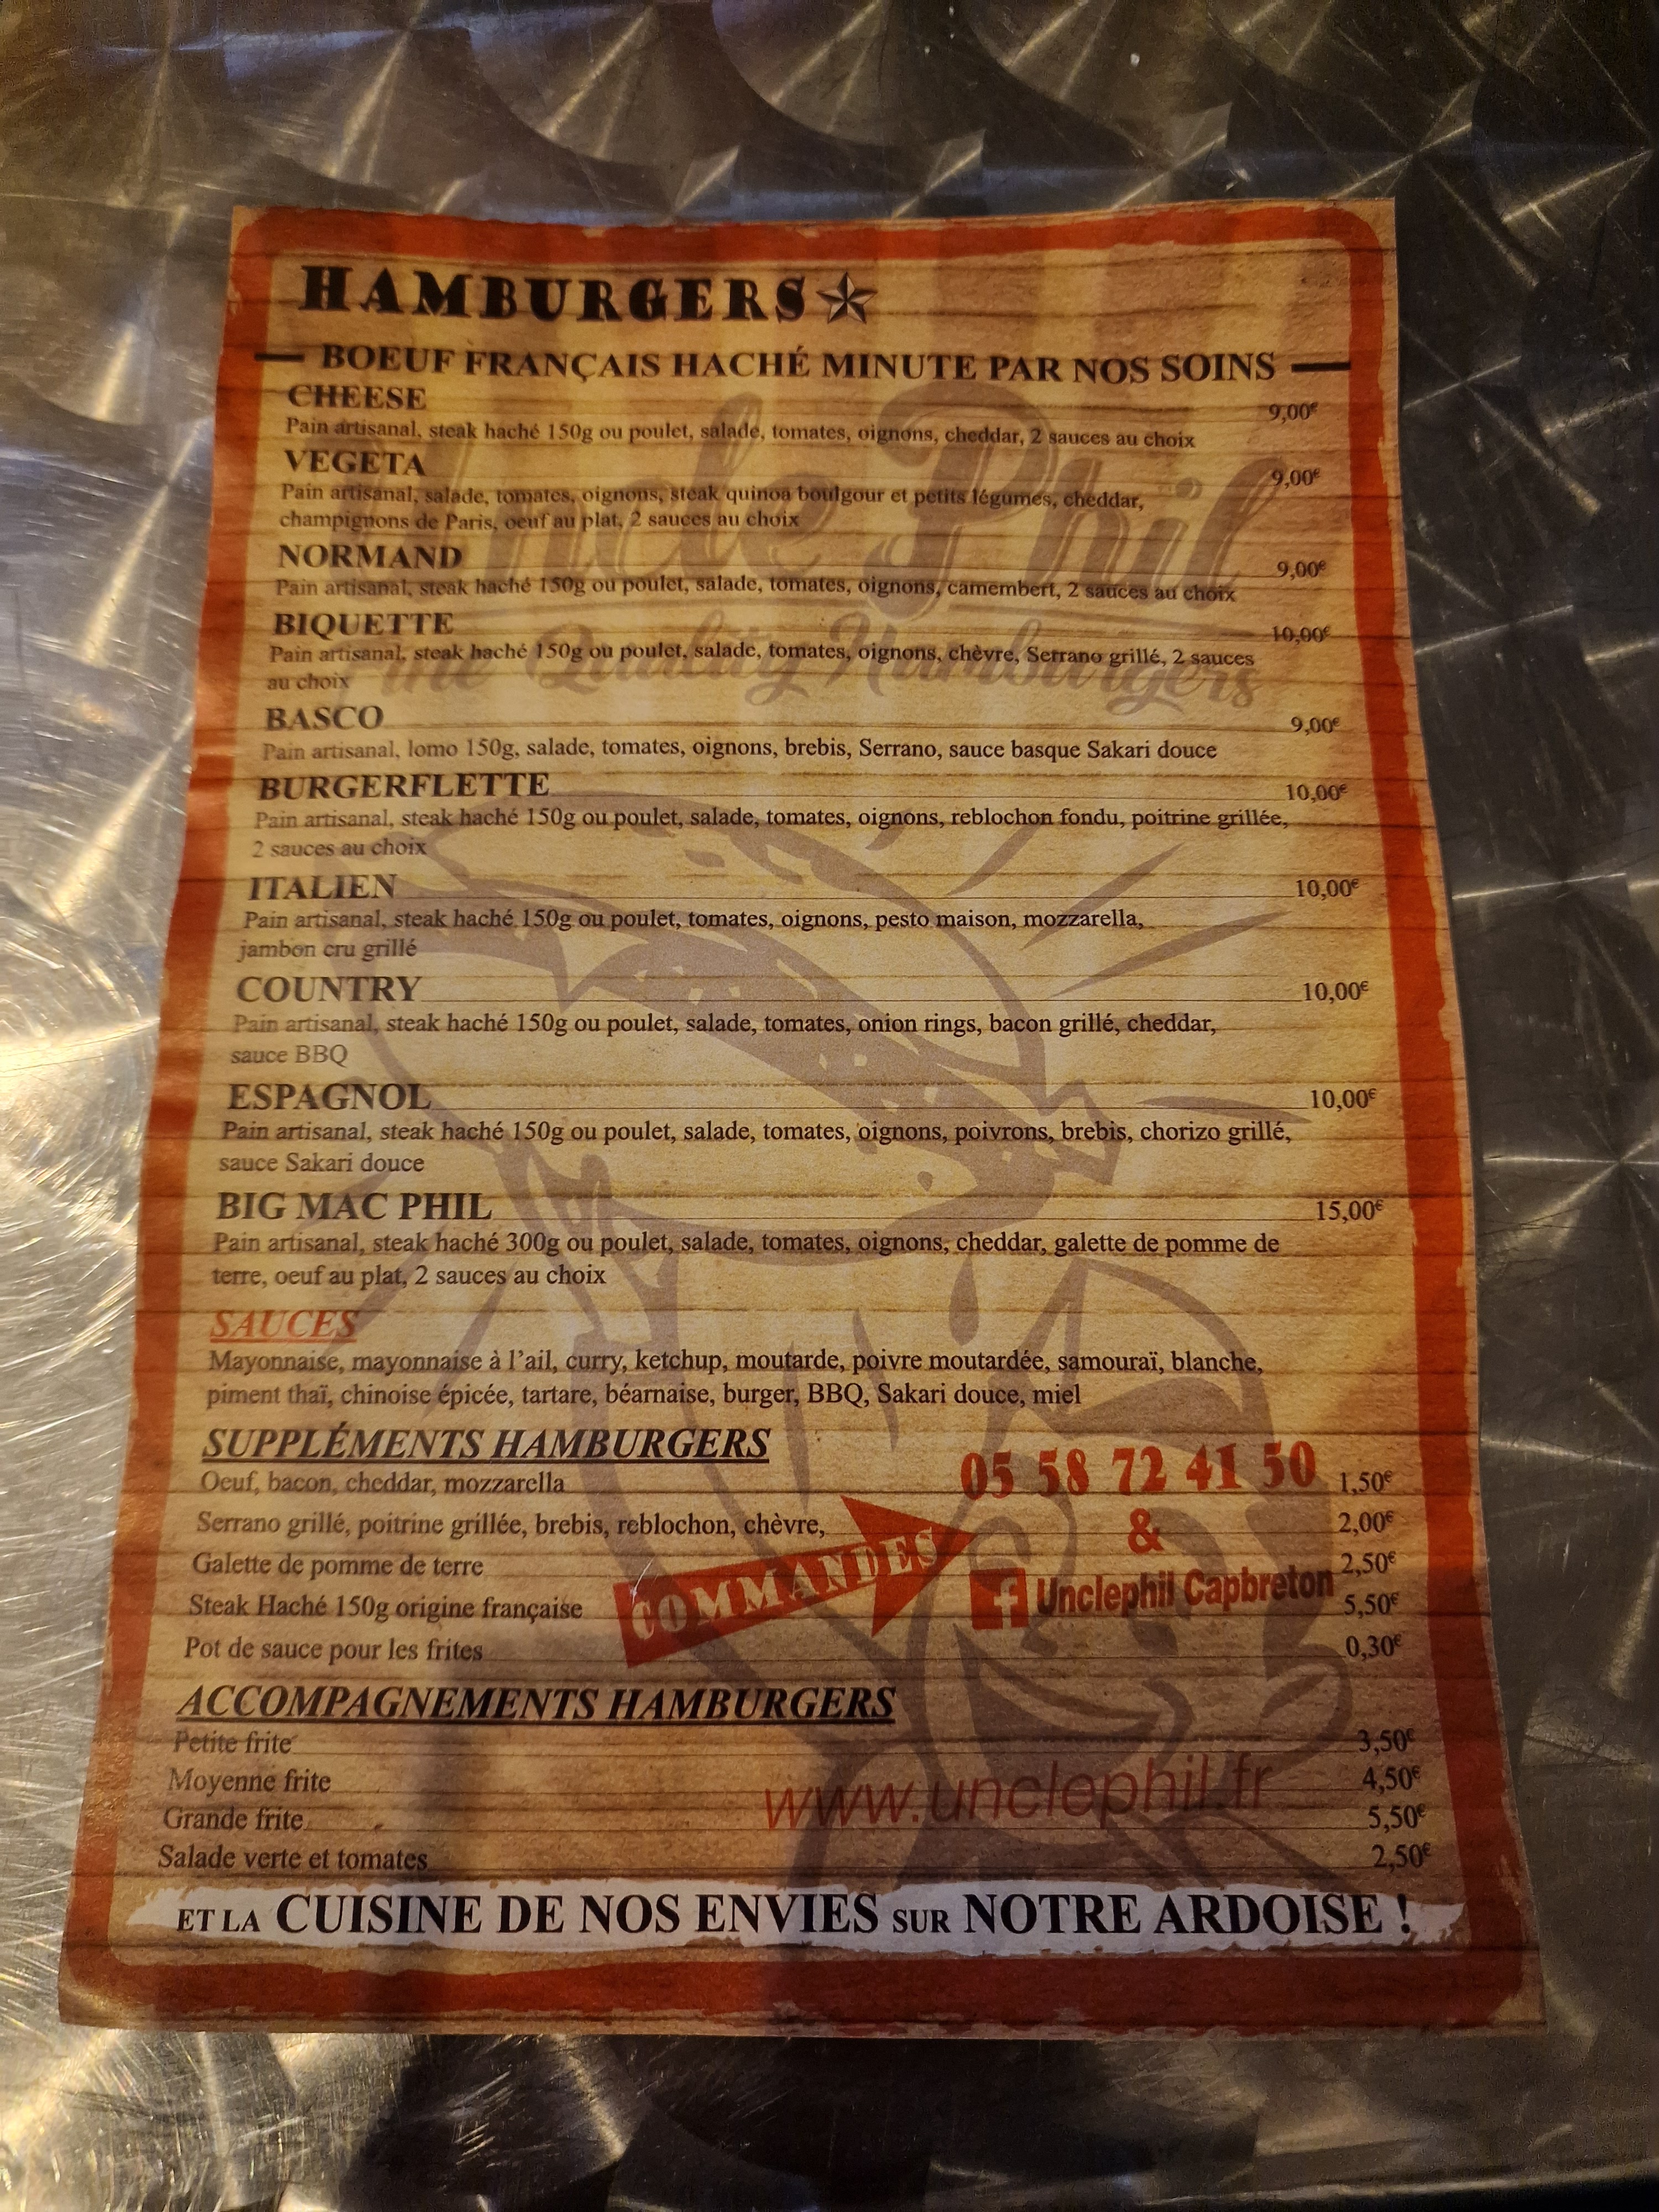 HAMBURGERS
BOEUF FRANÇAIS HACHÉ MINUTE PAR NOS SOINS
CHEESE 9,00€
Pain artisanal, steak haché 150g ou poulet, salade, tomates, oignons, cheddar, 2 sauces au choix
VEGETA 9,00€
Pain artisanal, salade, tomates, oignons, steak quinoa boulgour et petits légumes, cheddar,
champignons de Paris, oeuf au plat, 2 sauces au choix
NORMAND 9,00€
Pain artisanal, steak haché 150g ou poulet, salade, tomates, oignons, camembert, 2 sauces au choix
BIQUETTE 10,00€
Pain artisanal, steak haché 150g ou poulet, salade, tomates, oignons, chèvre, Serrano grillé, 2 sauces
au choix
Uncle Phil
The Quality Hamburgers
BASCO 9,00€
Pain artisanal, lomo 150g, salade, tomates, oignons, brebis, Serrano, sauce basque Sakari douce
BURGERFLETTE 10,00€
Pain artisanal, steak haché 150g ou poulet, salade, tomates, oignons, reblochon fondu, poitrine grillée,
2 sauces au choix
ITALIEN 10,00€
Pain artisanal, steak haché 150g ou poulet, tomates, oignons, pesto maison, mozzarella,
jambon cru grillé
COUNTRY 10,00€
Pain artisanal, steak haché 150g ou poulet, salade, tomates, onion rings, bacon grillé, cheddar,
sauce BBQ
ESPAGNOL 10,00€
Pain artisanal, steak haché 150g ou poulet, salade, tomates, oignons, poivrons, brebis, chorizo grillé,
sauce Sakari douce
BIG MAC PHIL 15,00€
Pain artisanal, steak haché 300g ou poulet, salade, tomates, oignons, cheddar, galette de pomme de
terre, oeuf au plat, 2 sauces au choix
SAUCES
Mayonnaise, mayonnaise à l'ail, curry, ketchup, moutarde, poivre moutardée, samouraï, blanche,
piment thaï, chinoise épicée, tartare, béarnaise, burger, BBQ, Sakari douce, miel
SUPPLÉMENTS HAMBURGERS
Oeuf, bacon, cheddar, mozzarella 1,50€
Serrano grillé, poitrine grillée, brebis, reblochon, chèvre, 2,00€
Galette de pomme de terre 2,50€
Steak Haché 150g origine française 5,50€
Pot de sauce pour les frites 0,30€
COMMANDES
05 58 72 41 50
&
f Unclephil Capbreton
ACCOMPAGNEMENTS HAMBURGERS
Petite frite 3,50€
Moyenne frite 4,50€
Grande frite 5,50€
Salade verte et tomates 2,50€
www.unclephil.fr
ET LA CUISINE DE NOS ENVIES SUR NOTRE ARDOISE !